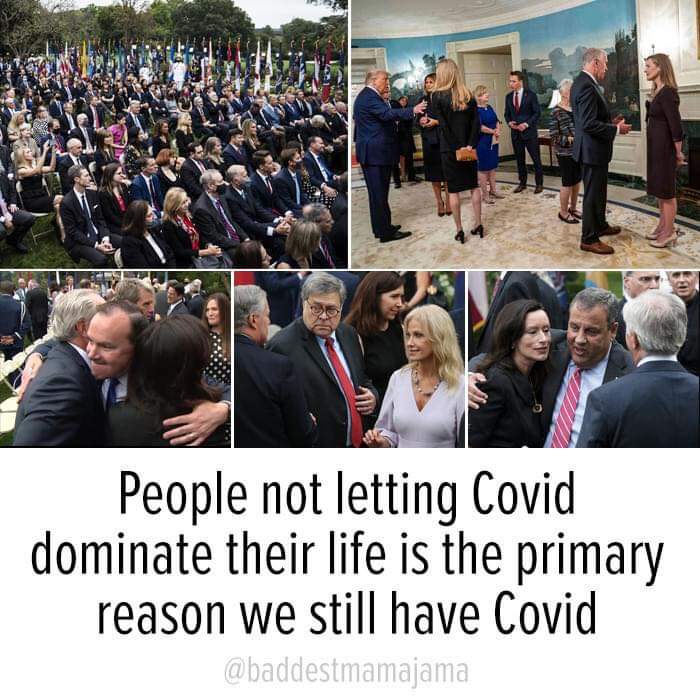 People not letting Covid
dominate their life is the primary
reason we still have Covid
@baddestmamajama